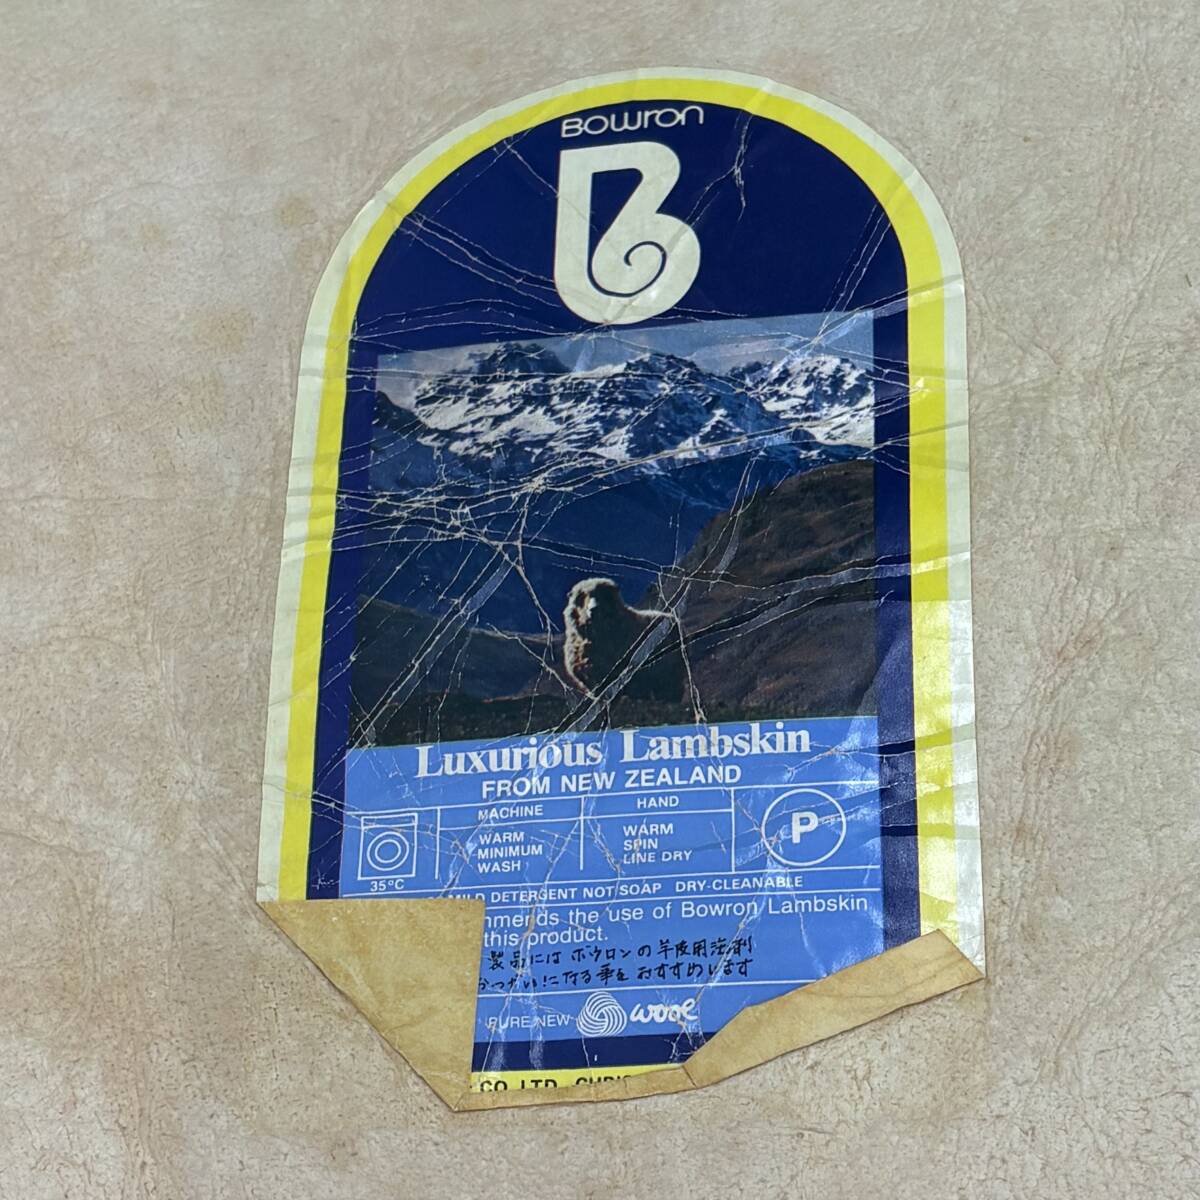 Bowron
B
Luxurious Lambskin
FROM NEW ZEALAND
MACHINE
HAND
WARM
MINIMUM
WASH
WARM
SPIN
LINE DRY
P
35°C
MILD DETERGENT NOT SOAP DRY-CLEANABLE
the use of Bowron Lambskin
this product.
製品には ボウロンの羊皮用洗剤
になる事を おすすめします
PURE NEW wool
CO LTD